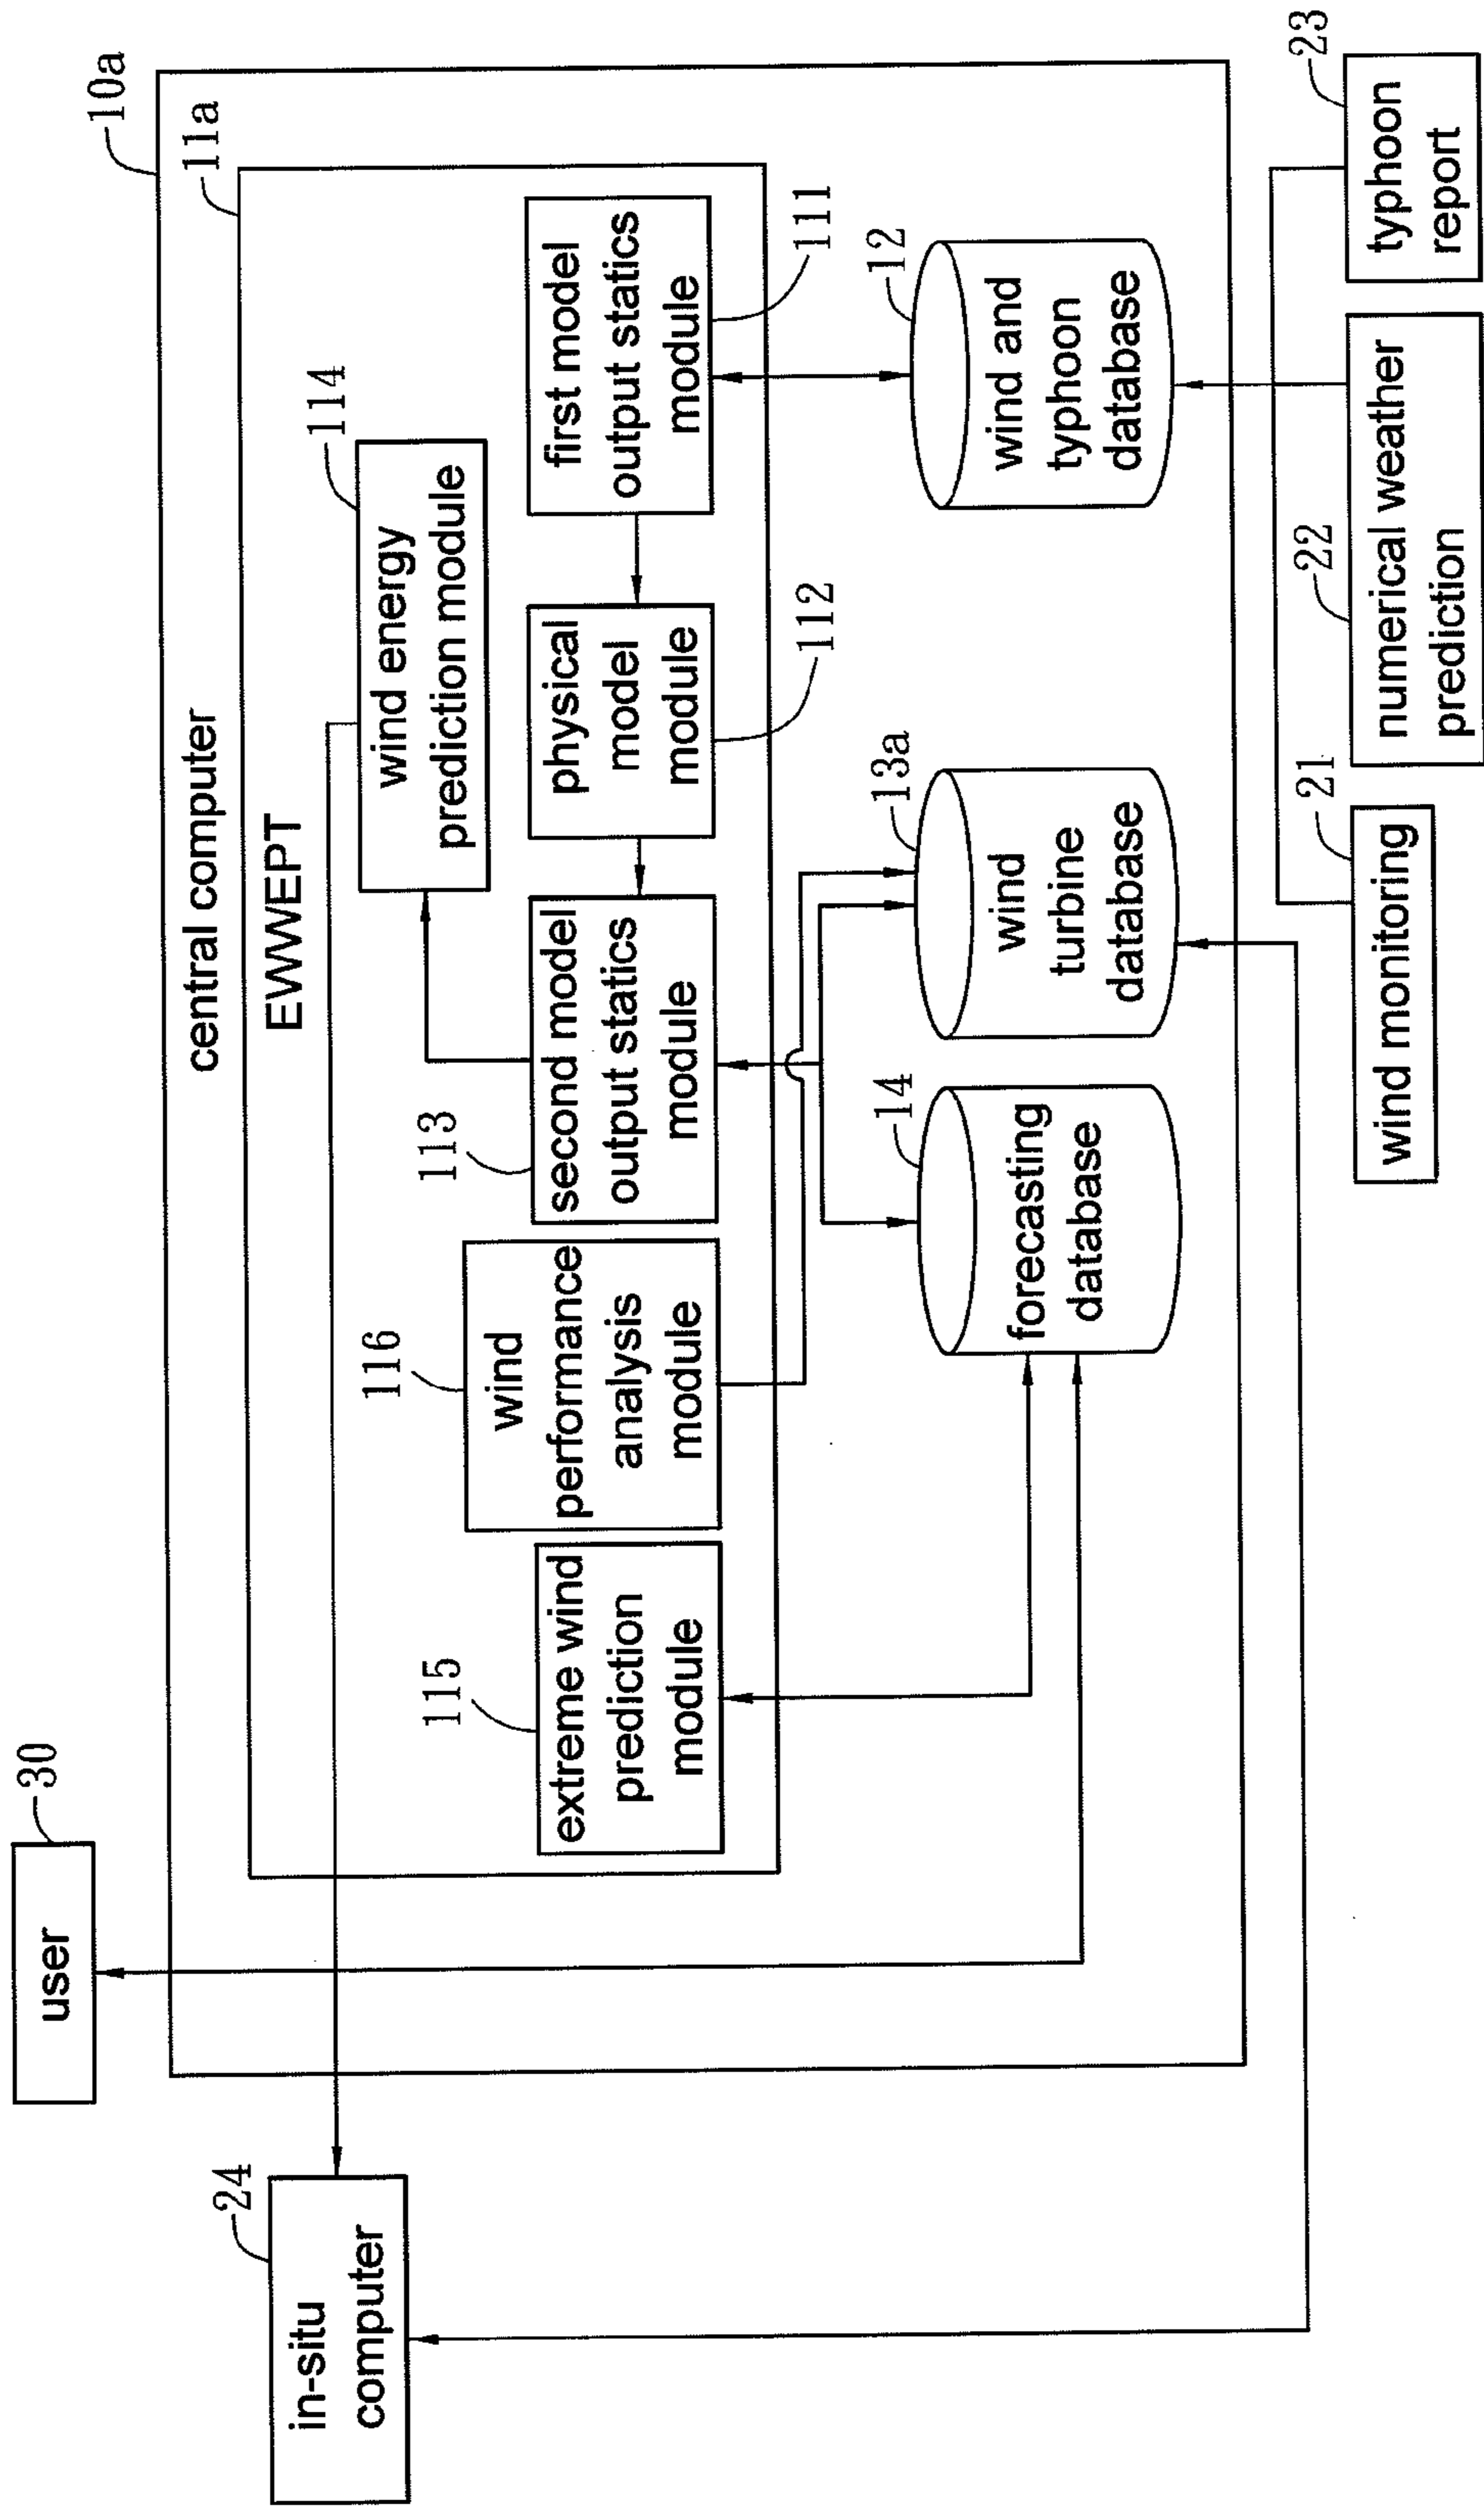 user
30
10a
central computer
11a
EWWEPT
in-situ
computer
24
114
wind energy
prediction module
115
extreme wind
prediction
module
116
wind
performance
analysis
module
113
second model
output statics
module
physical
model
module
112
first model
output statics
module
111
14
forecasting
database
13a
wind
turbine
database
12
wind and
typhoon
database
21
wind monitoring
22
numerical weather
prediction
23
typhoon
report